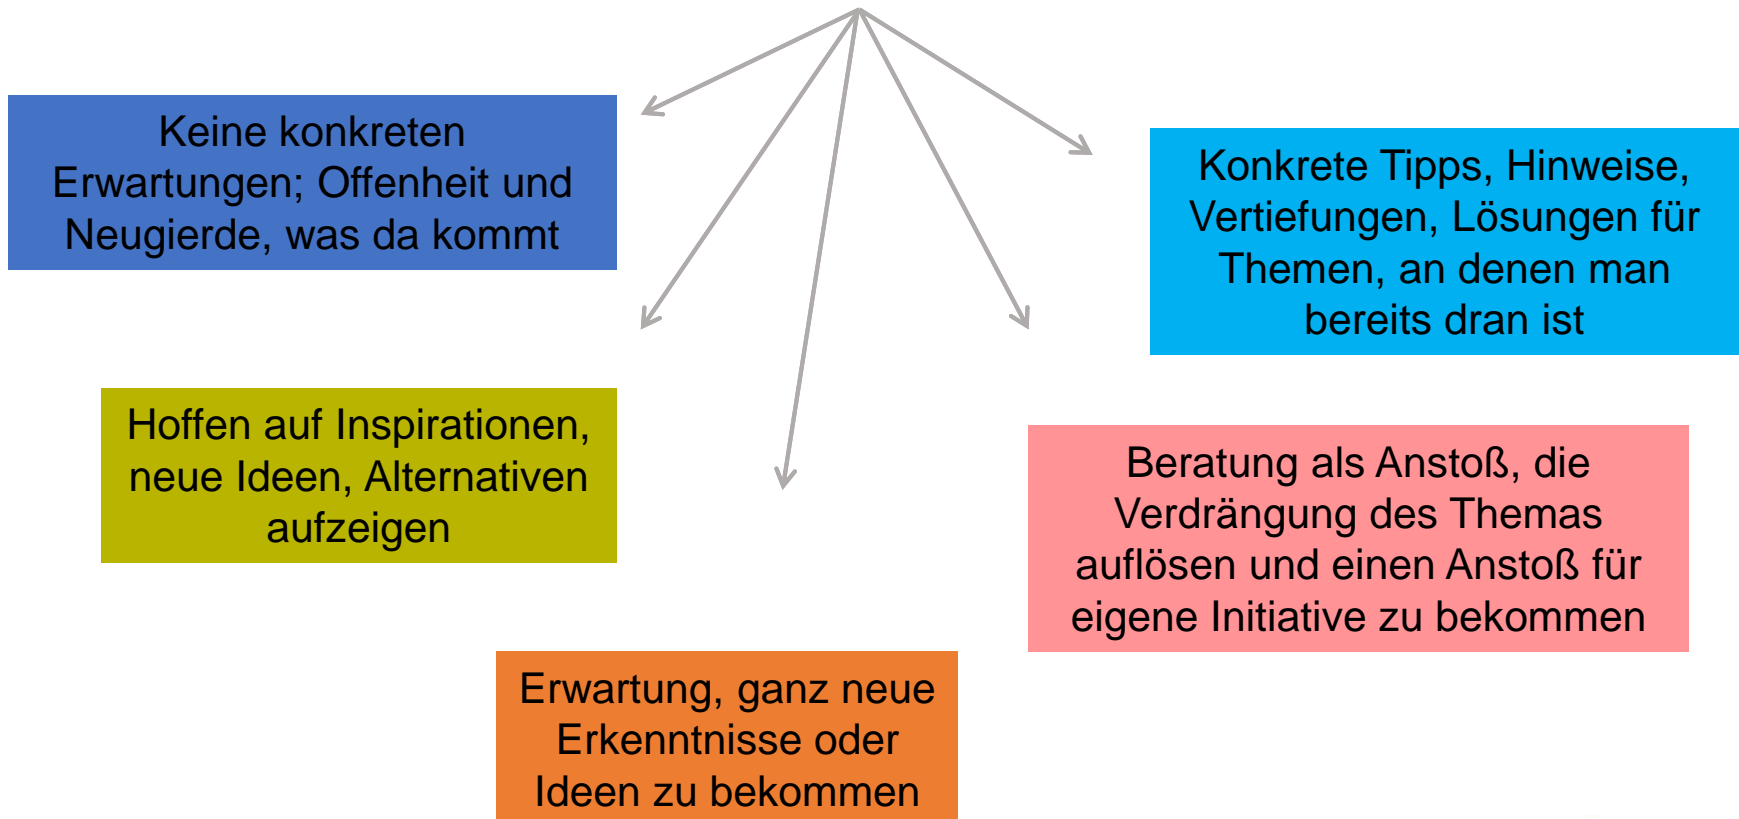 Keine konkreten
Erwartungen; Offenheit und
Neugierde, was da kommt
Konkrete Tipps, Hinweise,
Vertiefungen, Lösungen für
Themen, an denen man
bereits dran ist
Hoffen auf Inspirationen,
neue Ideen, Alternativen
aufzeigen
Beratung als Anstoß, die
Verdrängung des Themas
auflösen und einen Anstoß für
eigene Initiative zu bekommen
Erwartung, ganz neue
Erkenntnisse oder
Ideen zu bekommen